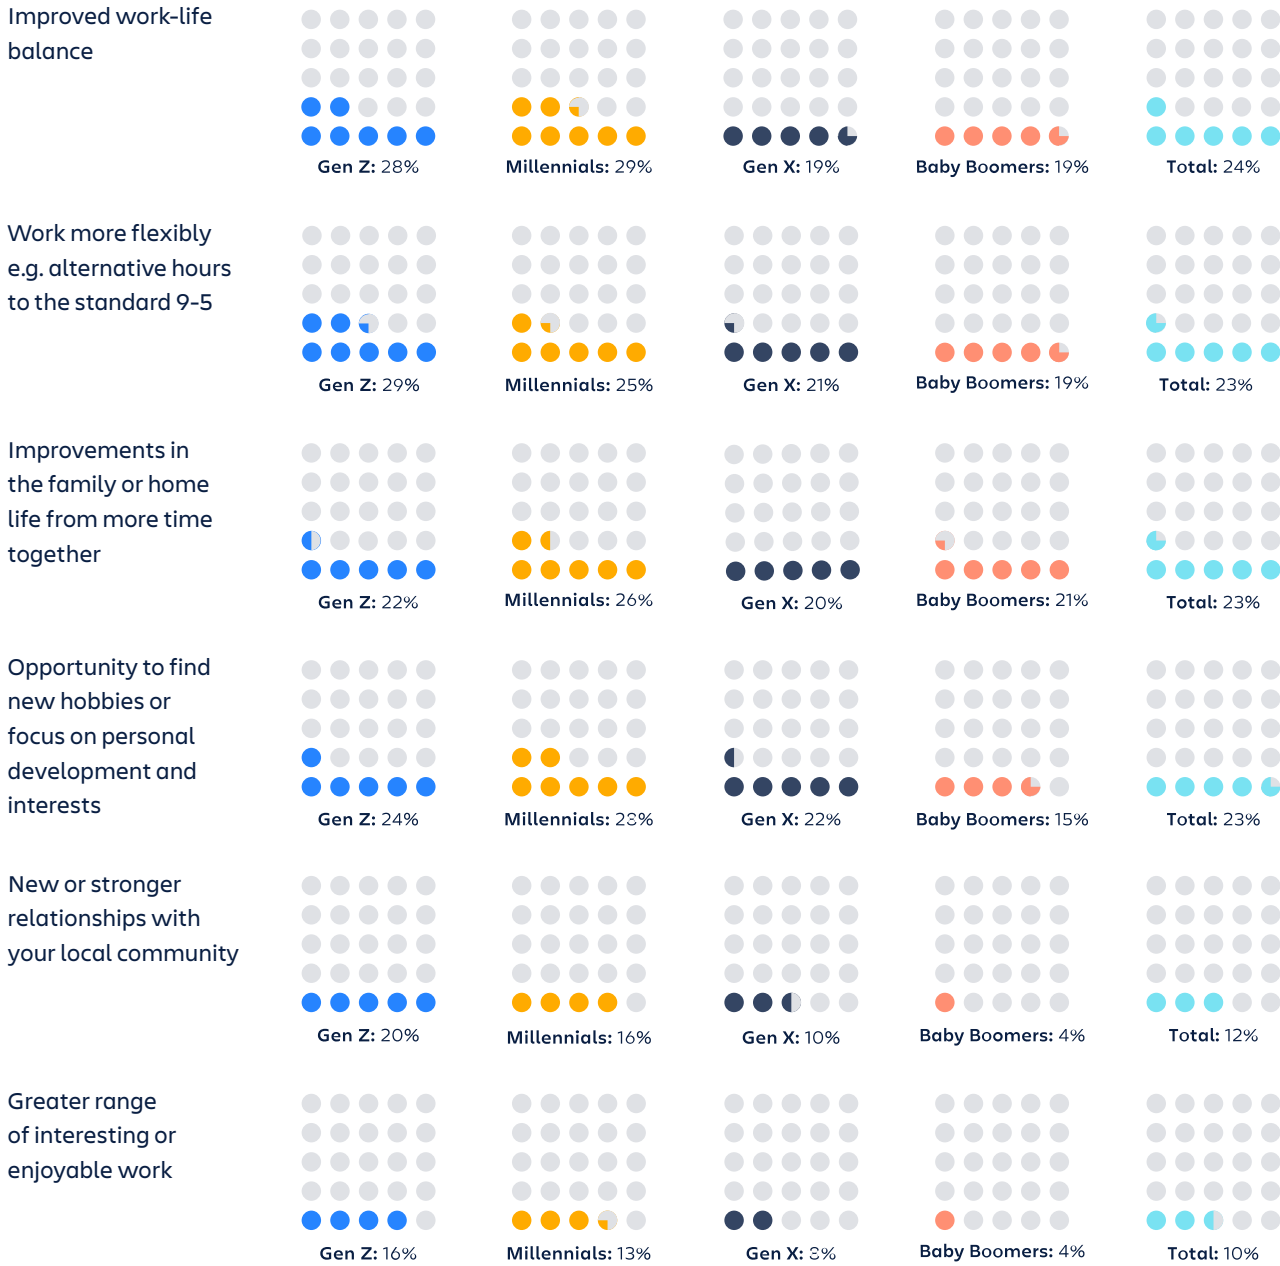 Improved work-life
balance
Gen Z: 28%
Millennials: 29%
Gen X: 19%
Baby Boomers: 19%
Total: 24%
Work more flexibly
e.g. alternative hours
to the standard 9-5
Gen Z: 29%
Millennials: 25%
Gen X: 21%
Baby Boomers: 19%
Total: 23%
Improvements in
the family or home
life from more time
together
Gen Z: 22%
Millennials: 26%
Gen X: 20%
Baby Boomers: 21%
Total: 23%
Opportunity to find
new hobbies or
focus on personal
development and
interests
Gen Z: 24%
Millennials: 28%
Gen X: 22%
Baby Boomers: 15%
Total: 23%
New or stronger
relationships with
your local community
Gen Z: 20%
Millennials: 16%
Gen X: 10%
Baby Boomers: 4%
Total: 12%
Greater range
of interesting or
enjoyable work
Gen Z: 16%
Millennials: 13%
Gen X: 8%
Baby Boomers: 4%
Total: 10%